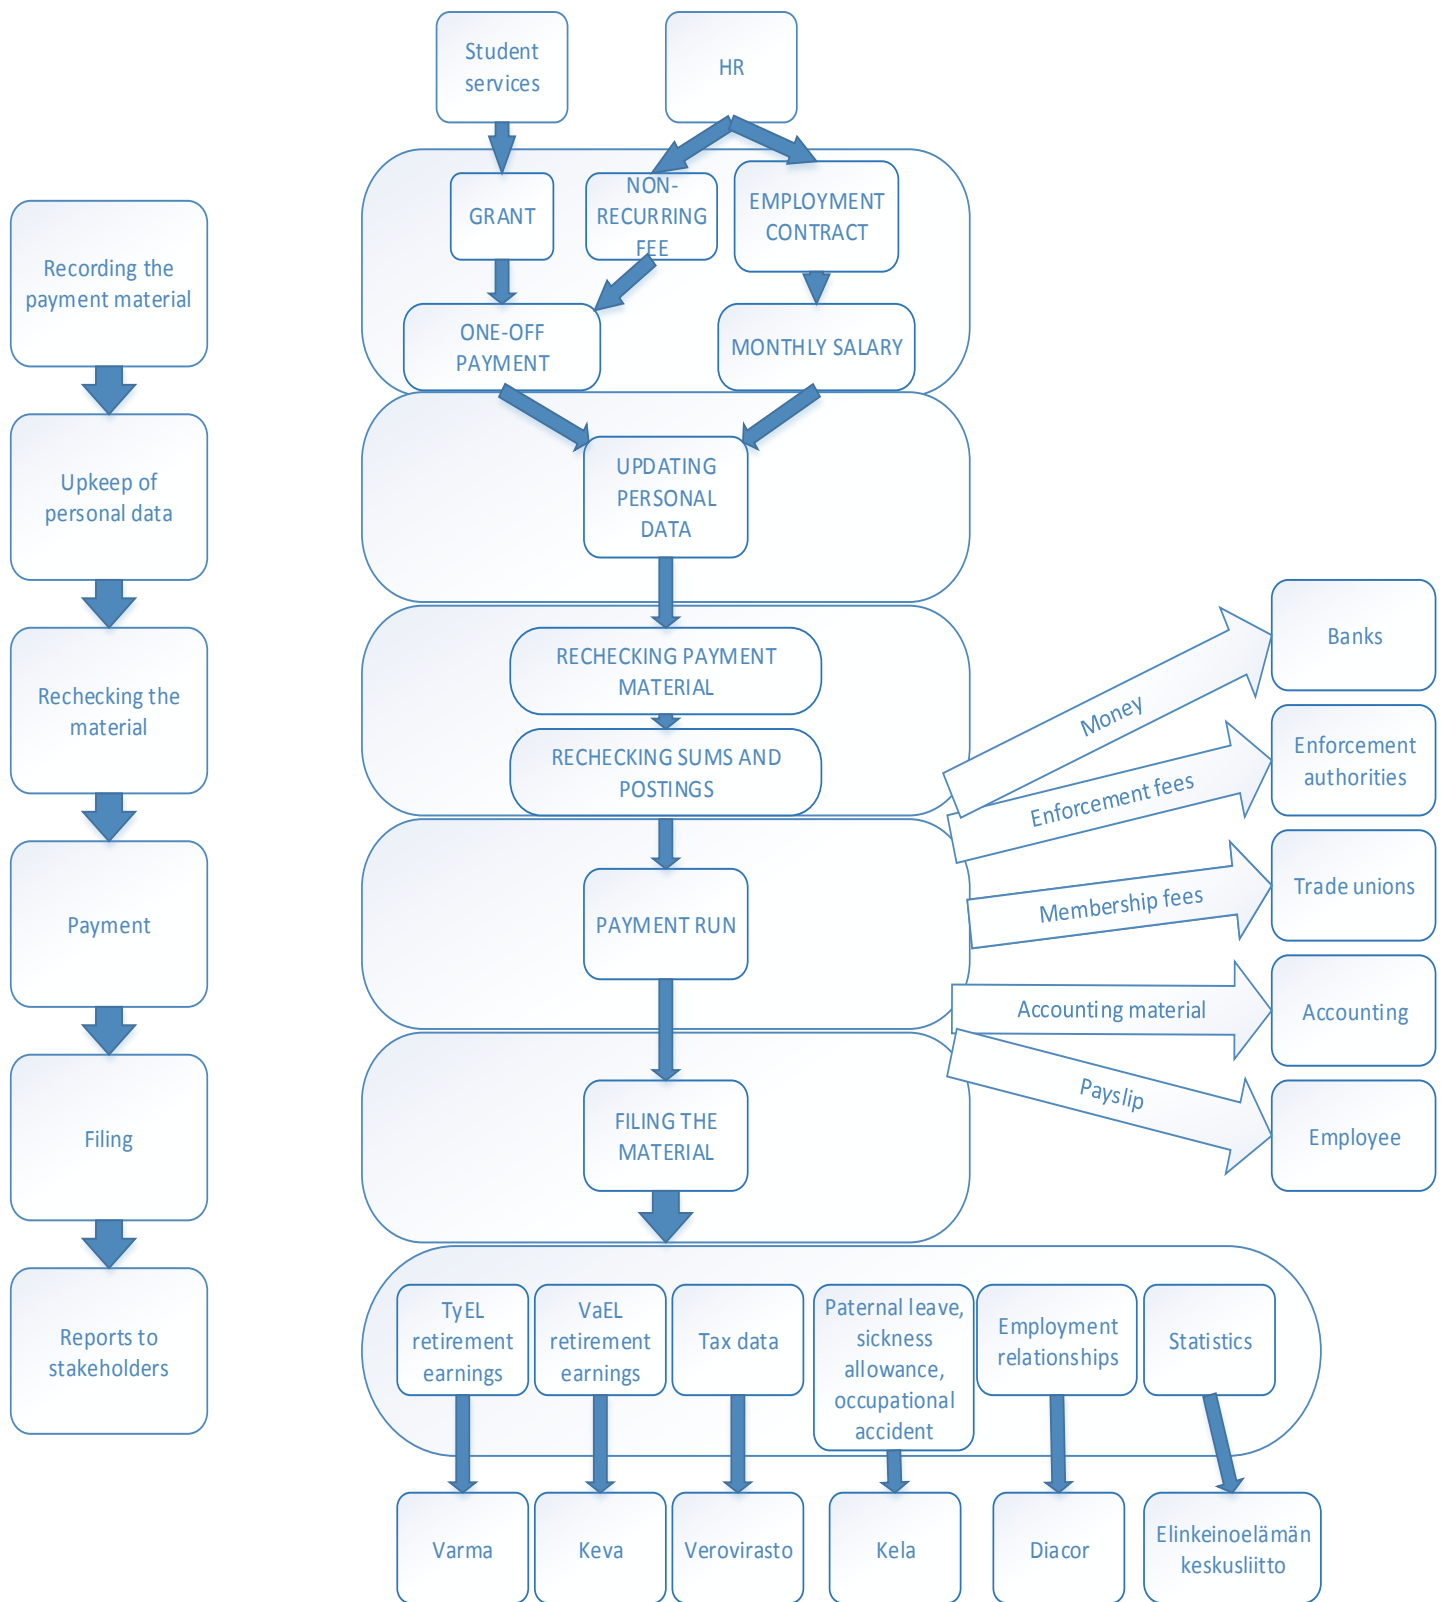 Student
services
HR
GRANT
NON-
RECURRING
FEE
EMPLOYMENT
CONTRACT
Recording the
payment material
ONE-OFF
PAYMENT
MONTHLY SALARY
Upkeep of
personal data
UPDATING
PERSONAL
DATA
Rechecking the
material
RECHECKING PAYMENT
MATERIAL
RECHECKING SUMS AND
POSTINGS
Money
Banks
Enforcement fees
Enforcement
authorities
Payment
PAYMENT RUN
Membership fees
Trade unions
Accounting material
Accounting
Payslip
Employee
Filing
FILING THE
MATERIAL
Reports to
stakeholders
TyEL
retirement
earnings
VaEL
retirement
earnings
Tax data
Paternal leave,
sickness
allowance,
occupational
accident
Employment
relationships
Statistics
Varma
Keva
Verovirasto
Kela
Diacor
Elinkeinoelämän
keskusliitto